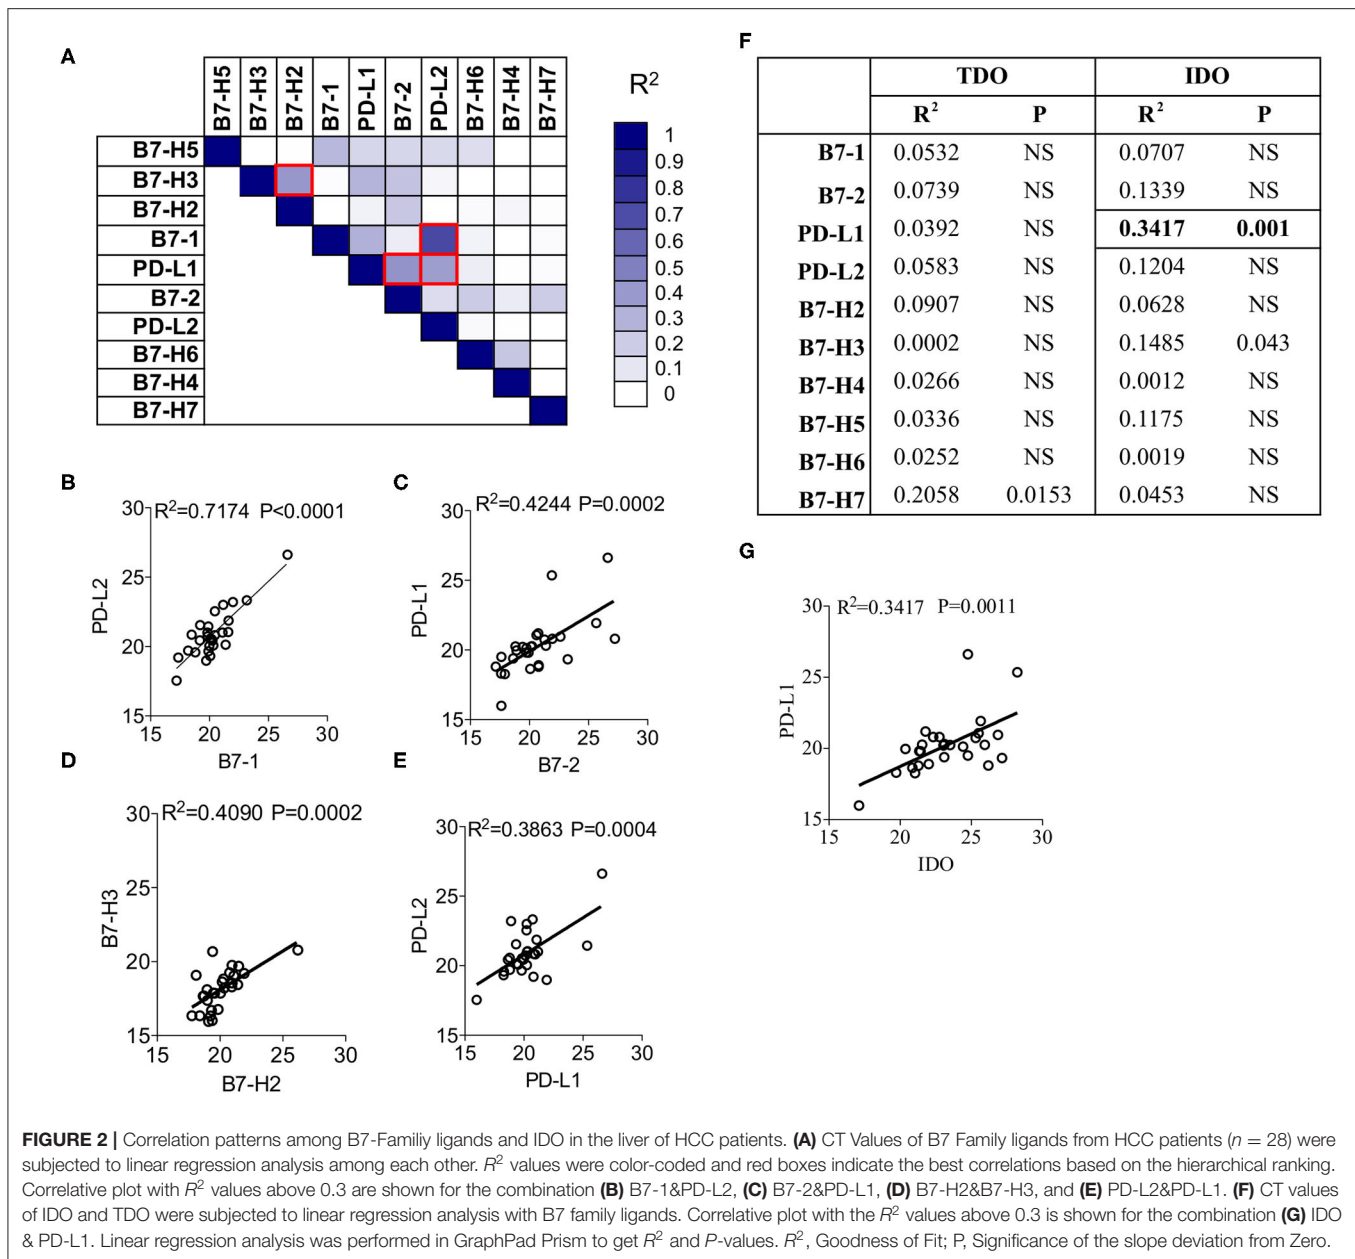 A
B7-H5 B7-H3 B7-H2 B7-1 PD-L1 B7-2 PD-L2 B7-H6 B7-H4 B7-H7
B7-H5
B7-H3
B7-H2
B7-1
PD-L1
B7-2
PD-L2
B7-H6
B7-H4
B7-H7
R²
1
0.9
0.8
0.7
0.6
0.5
0.4
0.3
0.2
0.1
0
F
TDO IDO
R² P R² P
B7-1 0.0532 NS 0.0707 NS
B7-2 0.0739 NS 0.1339 NS
PD-L1 0.0392 NS 0.3417 0.001
PD-L2 0.0583 NS 0.1204 NS
B7-H2 0.0907 NS 0.0628 NS
B7-H3 0.0002 NS 0.1485 0.043
B7-H4 0.0266 NS 0.0012 NS
B7-H5 0.0336 NS 0.1175 NS
B7-H6 0.0252 NS 0.0019 NS
B7-H7 0.2058 0.0153 0.0453 NS
B
R²=0.7174 P<0.0001
30
25
20
15
PD-L2
15 20 25 30
B7-1
C
R²=0.4244 P=0.0002
30
25
20
15
PD-L1
15 20 25 30
B7-2
D
R²=0.4090 P=0.0002
30
25
20
15
B7-H3
15 20 25 30
B7-H2
E
R²=0.3863 P=0.0004
30
25
20
15
PD-L2
15 20 25 30
PD-L1
G
R²=0.3417 P=0.0011
30
25
20
15
PD-L1
15 20 25 30
IDO
FIGURE 2 | Correlation patterns among B7-Familiy ligands and IDO in the liver of HCC patients. (A) CT Values of B7 Family ligands from HCC patients (n = 28) were
subjected to linear regression analysis among each other. R² values were color-coded and red boxes indicate the best correlations based on the hierarchical ranking.
Correlative plot with R² values above 0.3 are shown for the combination (B) B7-1&PD-L2, (C) B7-2&PD-L1, (D) B7-H2&B7-H3, and (E) PD-L2&PD-L1. (F) CT values
of IDO and TDO were subjected to linear regression analysis with B7 family ligands. Correlative plot with the R² values above 0.3 is shown for the combination (G) IDO
& PD-L1. Linear regression analysis was performed in GraphPad Prism to get R² and P-values. R², Goodness of Fit; P, Significance of the slope deviation from Zero.